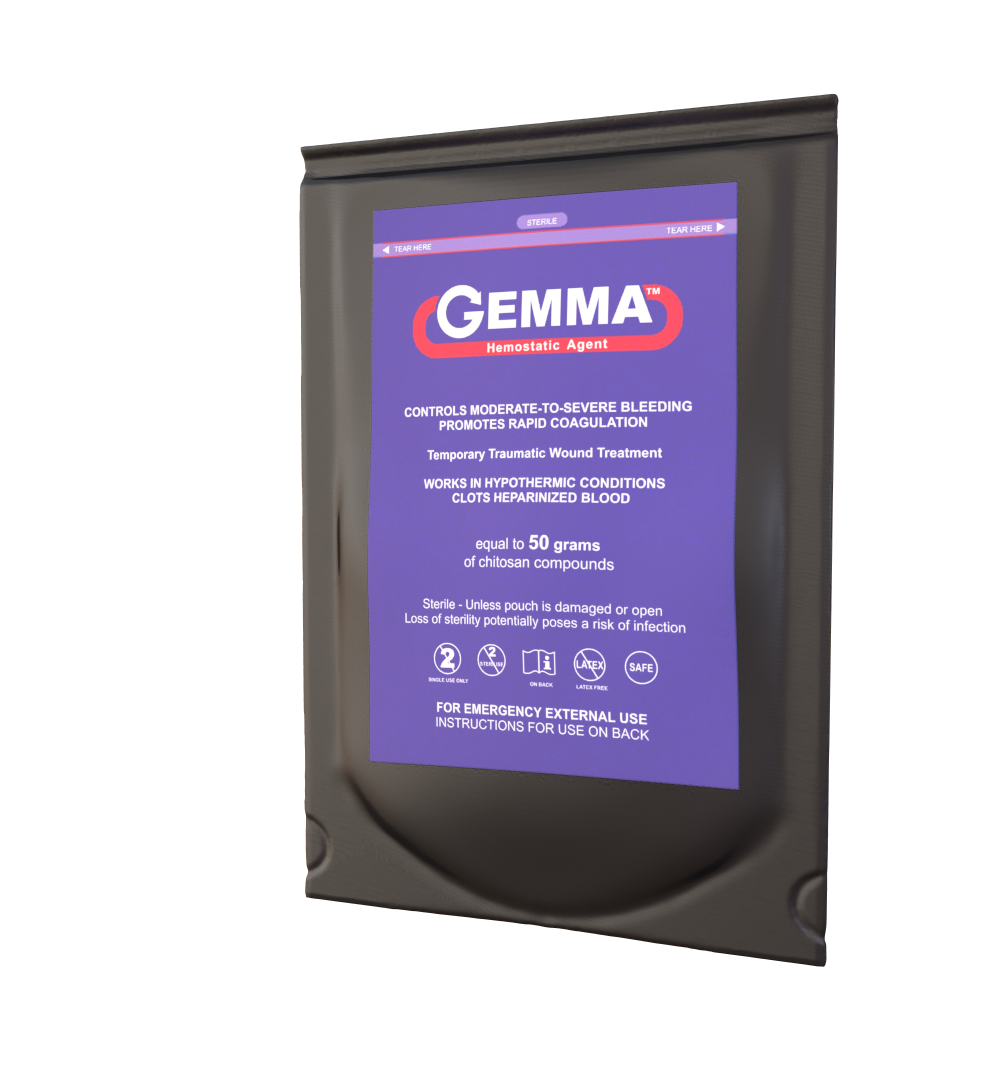 STERILE
TEAR HERE
TEAR HERE
GEMMA™
Hemostatic Agent
CONTROLS MODERATE-TO-SEVERE BLEEDING
PROMOTES RAPID COAGULATION
Temporary Traumatic Wound Treatment
WORKS IN HYPOTHERMIC CONDITIONS
CLOTS HEPARINIZED BLOOD
equal to 50 grams
of chitosan compounds
Sterile - Unless pouch is damaged or open
Loss of sterility potentially poses a risk of infection
2
2
STERILISE
i
LATEX
SAFE
SINGLE USE ONLY
ON BACK
LATEX FREE
FOR EMERGENCY EXTERNAL USE
INSTRUCTIONS FOR USE ON BACK